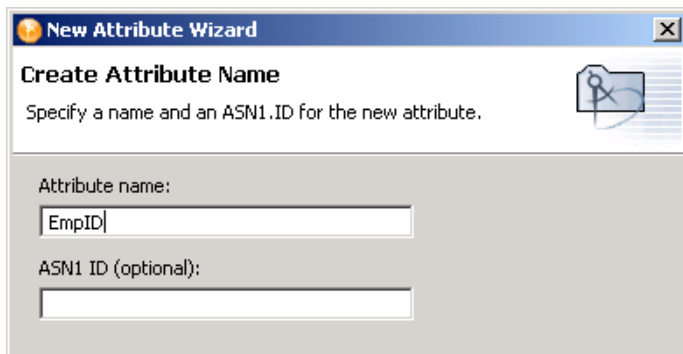 New Attribute Wizard
Create Attribute Name
Specify a name and an ASN1.ID for the new attribute.
Attribute name:
EmpID
ASN1 ID (optional):